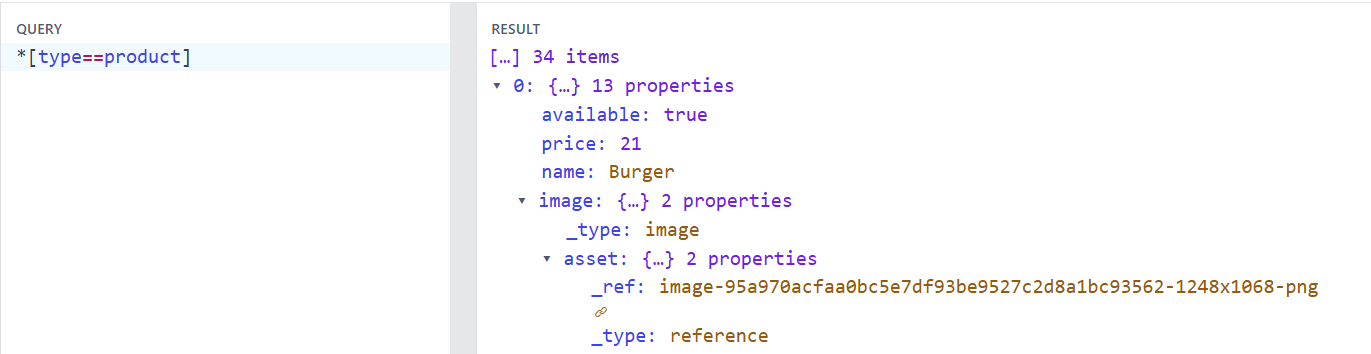 QUERY
*[type==product]
RESULT
[…] 34 items
0: {…} 13 properties
available: true
price: 21
name: Burger
image: {…} 2 properties
_type: image
asset: {…} 2 properties
_ref: image-95a970acfaa0bc5e7df93be9527c2d8a1bc93562-1248x1068-png
_type: reference